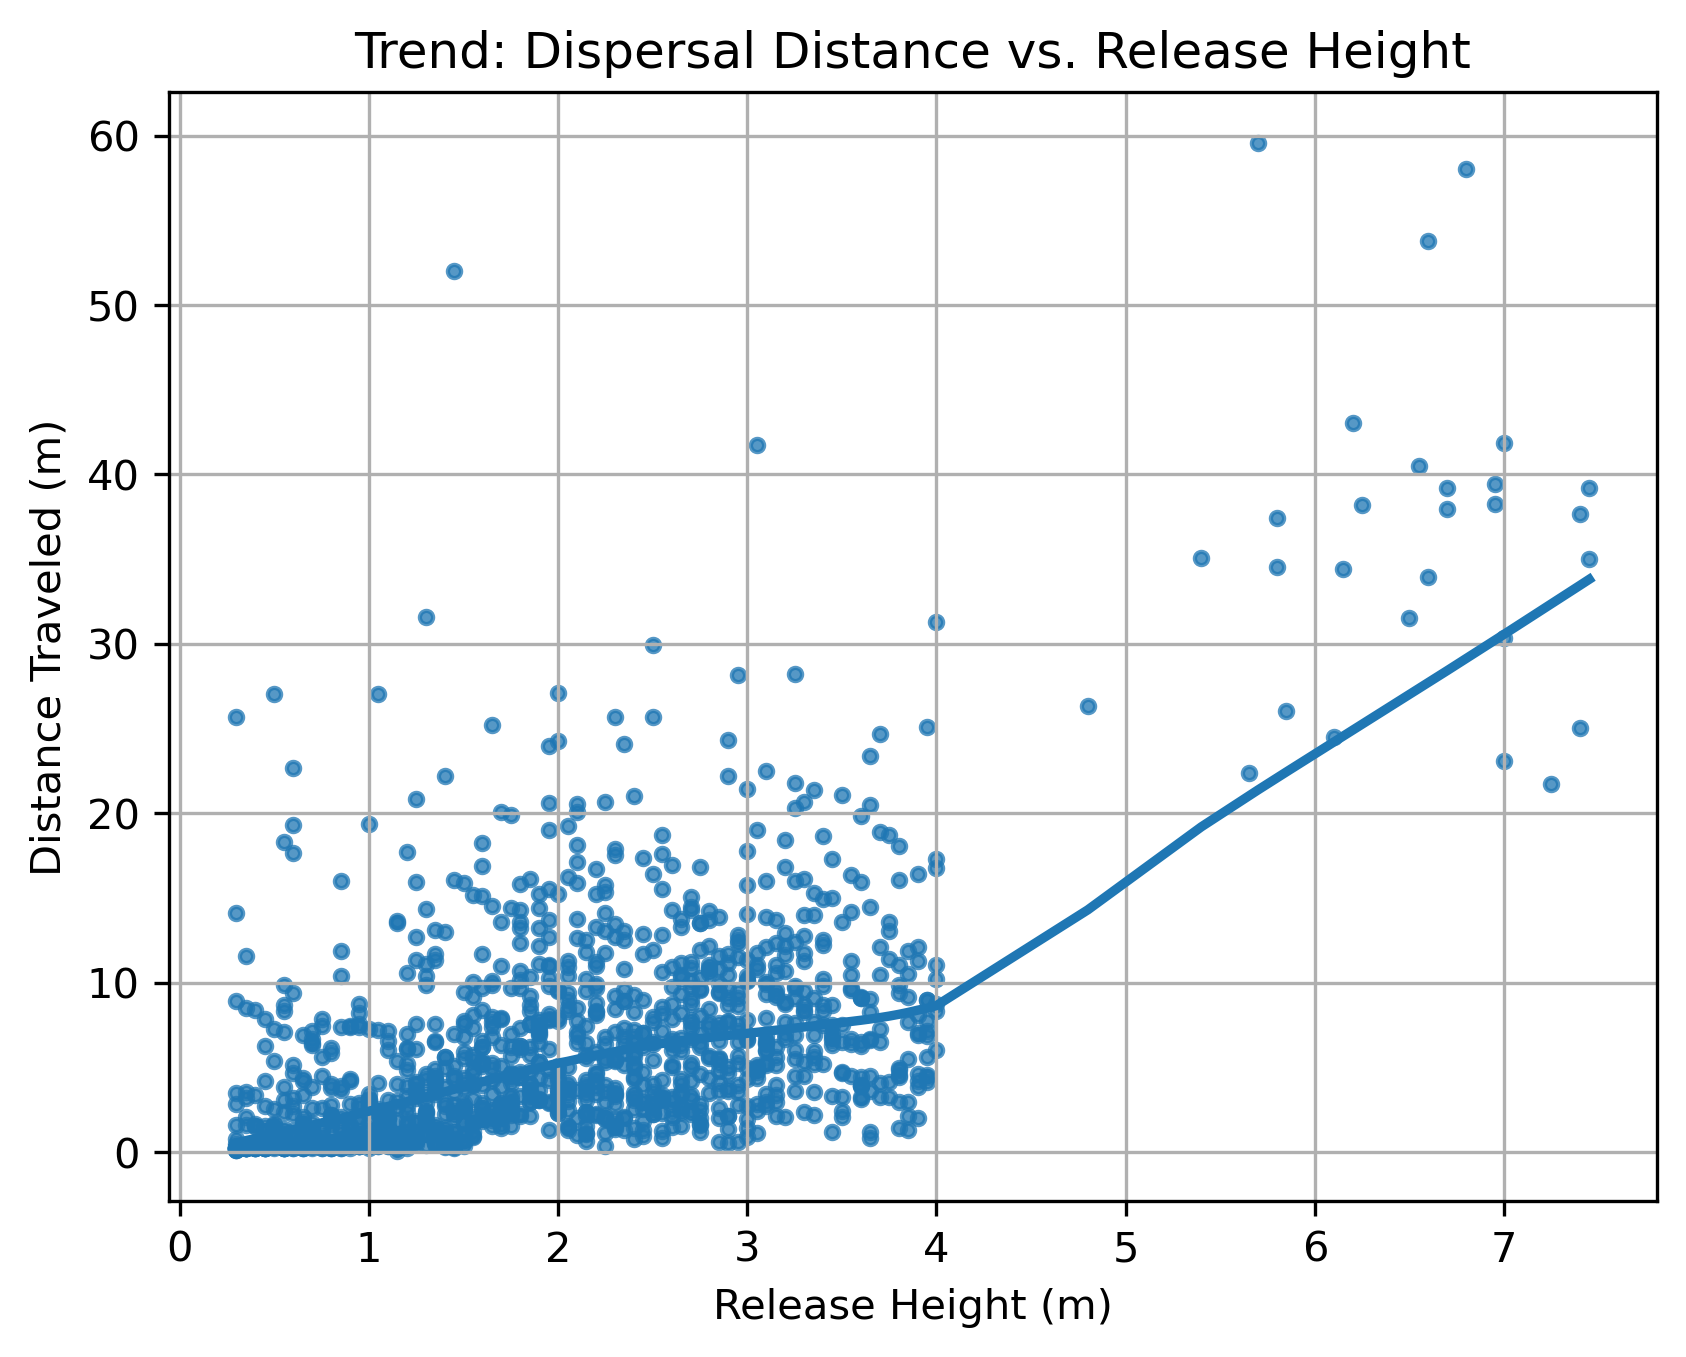 Trend: Dispersal Distance vs. Release Height
60
50
40
30
20
10
0
Distance Traveled (m)
0 1 2 3 4 5 6 7
Release Height (m)